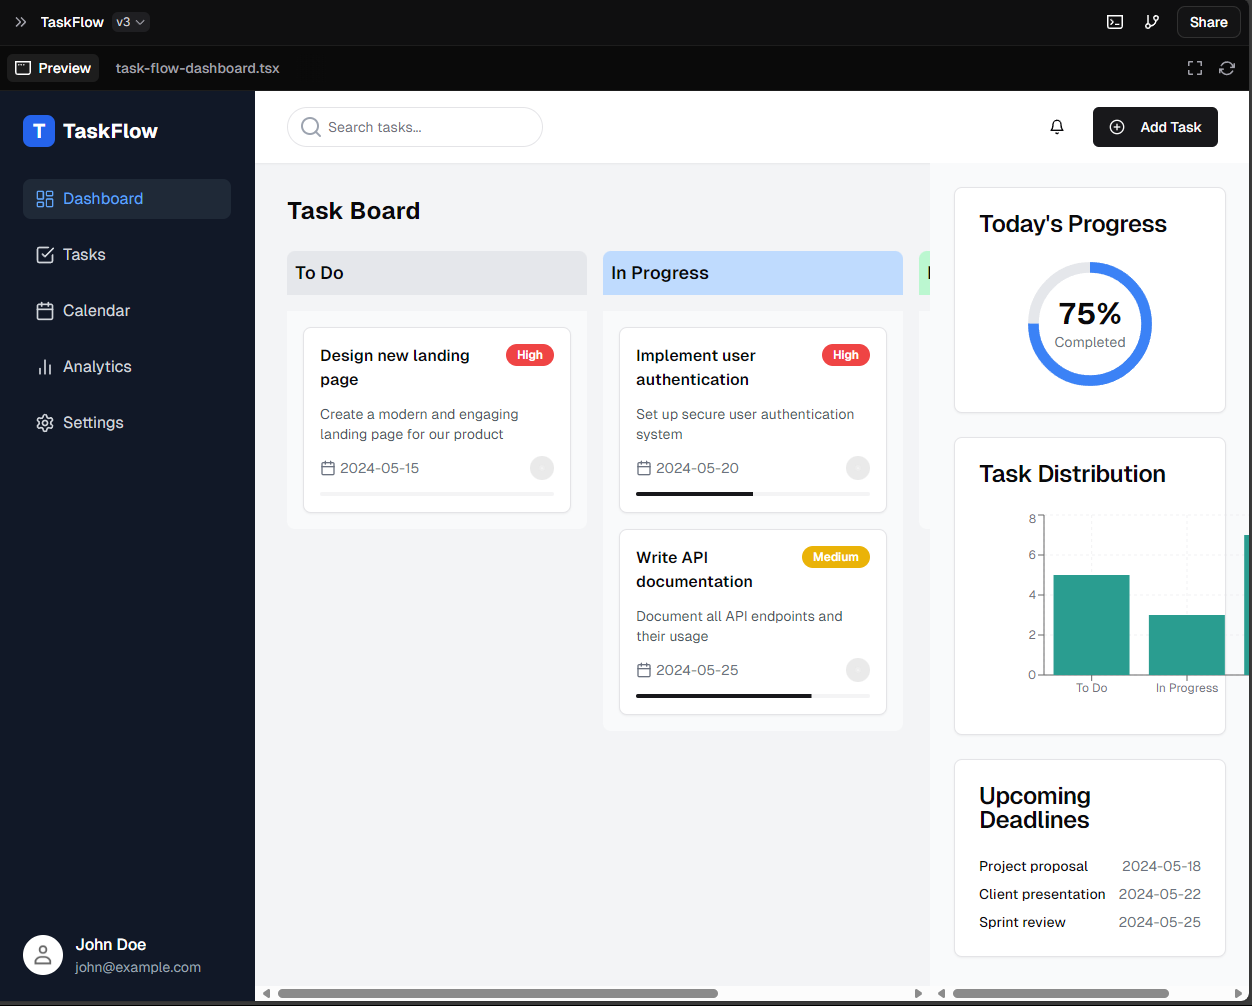 TaskFlow v3
Share
Preview task-flow-dashboard.tsx
T TaskFlow
Dashboard
Tasks
Calendar
Analytics
Settings
John Doe
john@example.com
Search tasks...
Add Task
Task Board
To Do
Design new landing
page
High
Create a modern and engaging
landing page for our product
2024-05-15
In Progress
Implement user
authentication
High
Set up secure user authentication
system
2024-05-20
Write API
documentation
Medium
Document all API endpoints and
their usage
2024-05-25
Today's Progress
75%
Completed
Task Distribution
8
6
4
2
0
To Do In Progress
Upcoming
Deadlines
Project proposal 2024-05-18
Client presentation 2024-05-22
Sprint review 2024-05-25